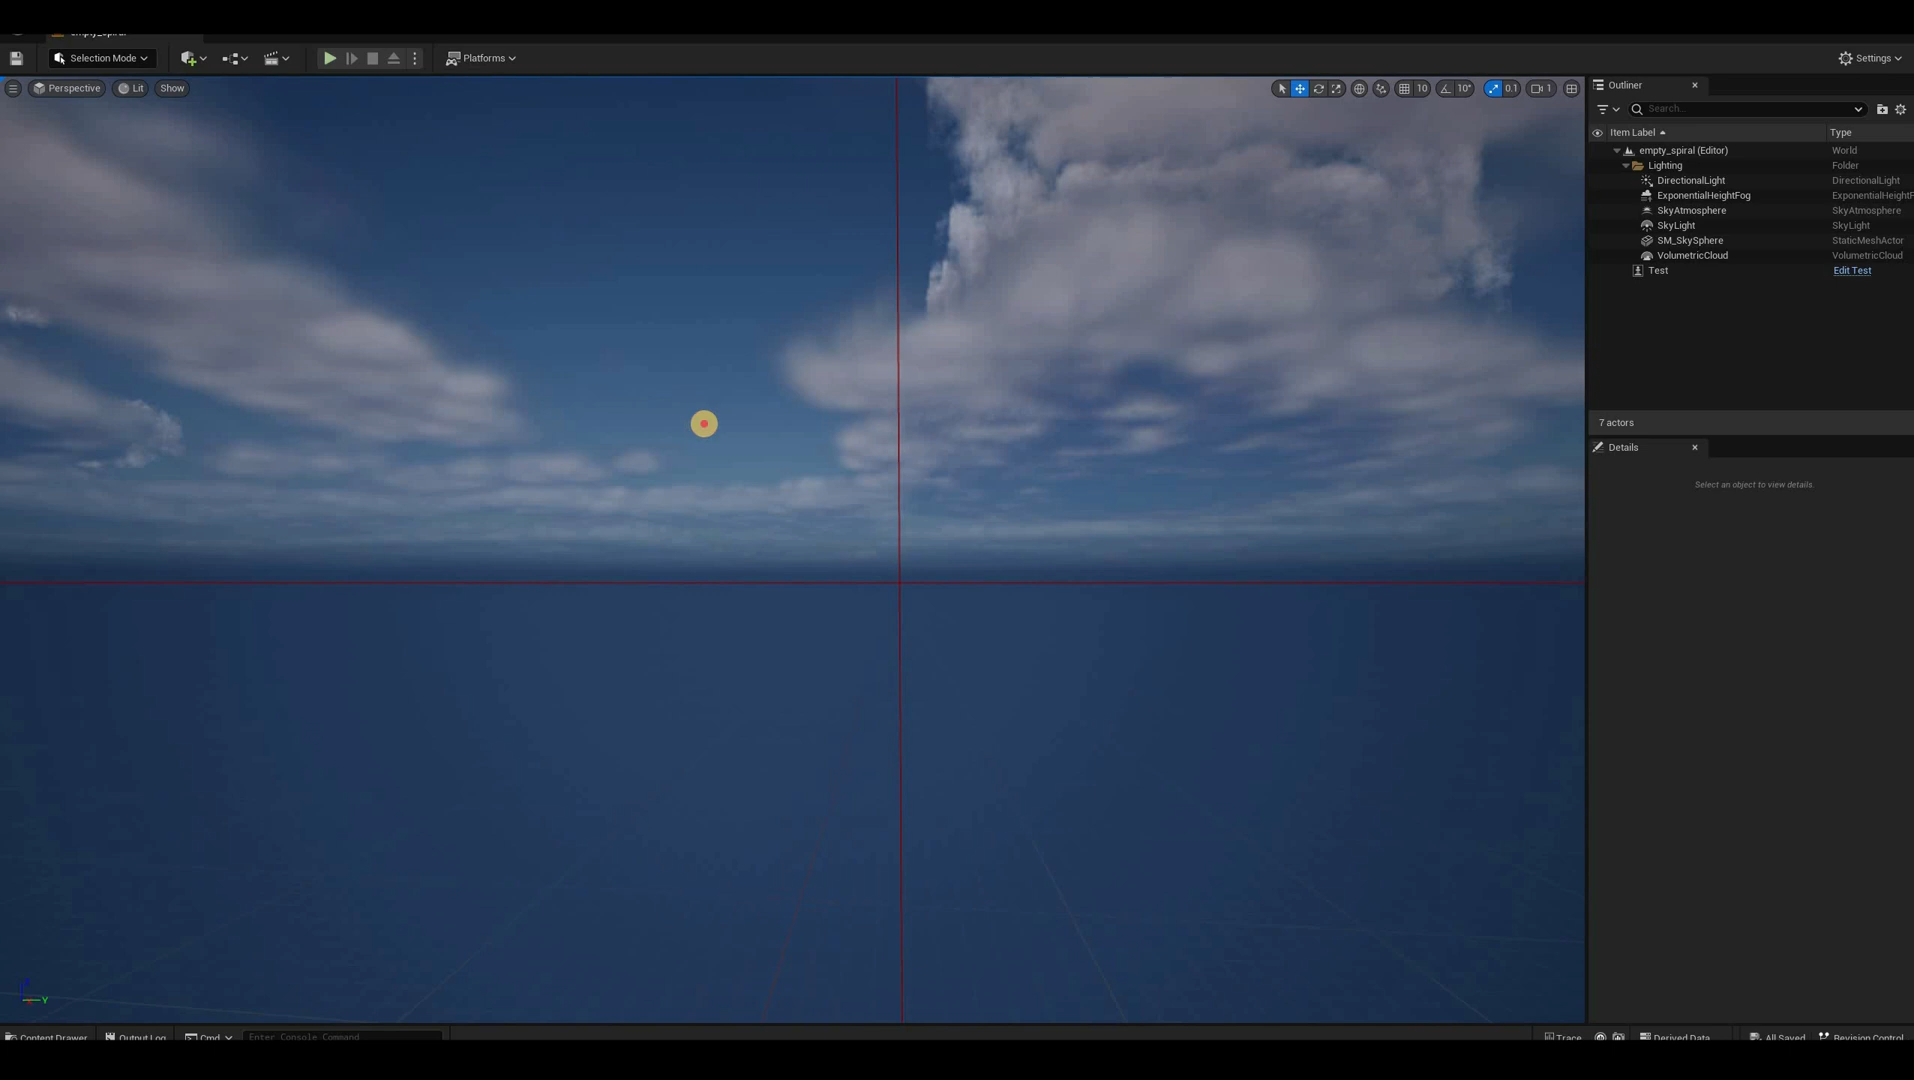 empty_spiral
Selection Mode
Platforms
Settings
Perspective
Lit
Show
10
10°
0.1
1
Outliner
Search...
Item Label
Type
empty_spiral (Editor)
World
Lighting
Folder
DirectionalLight
DirectionalLight
ExponentialHeightFog
ExponentialHeightF
SkyAtmosphere
SkyAtmosphere
SkyLight
SkyLight
SM_SkySphere
StaticMeshActor
VolumetricCloud
VolumetricCloud
Test
Edit Test
7 actors
Details
Select an object to view details.
Y
Content Drawer
Output Log
Cmd
Enter Console Command
Trace
Derived Data
All Saved
Revision Control